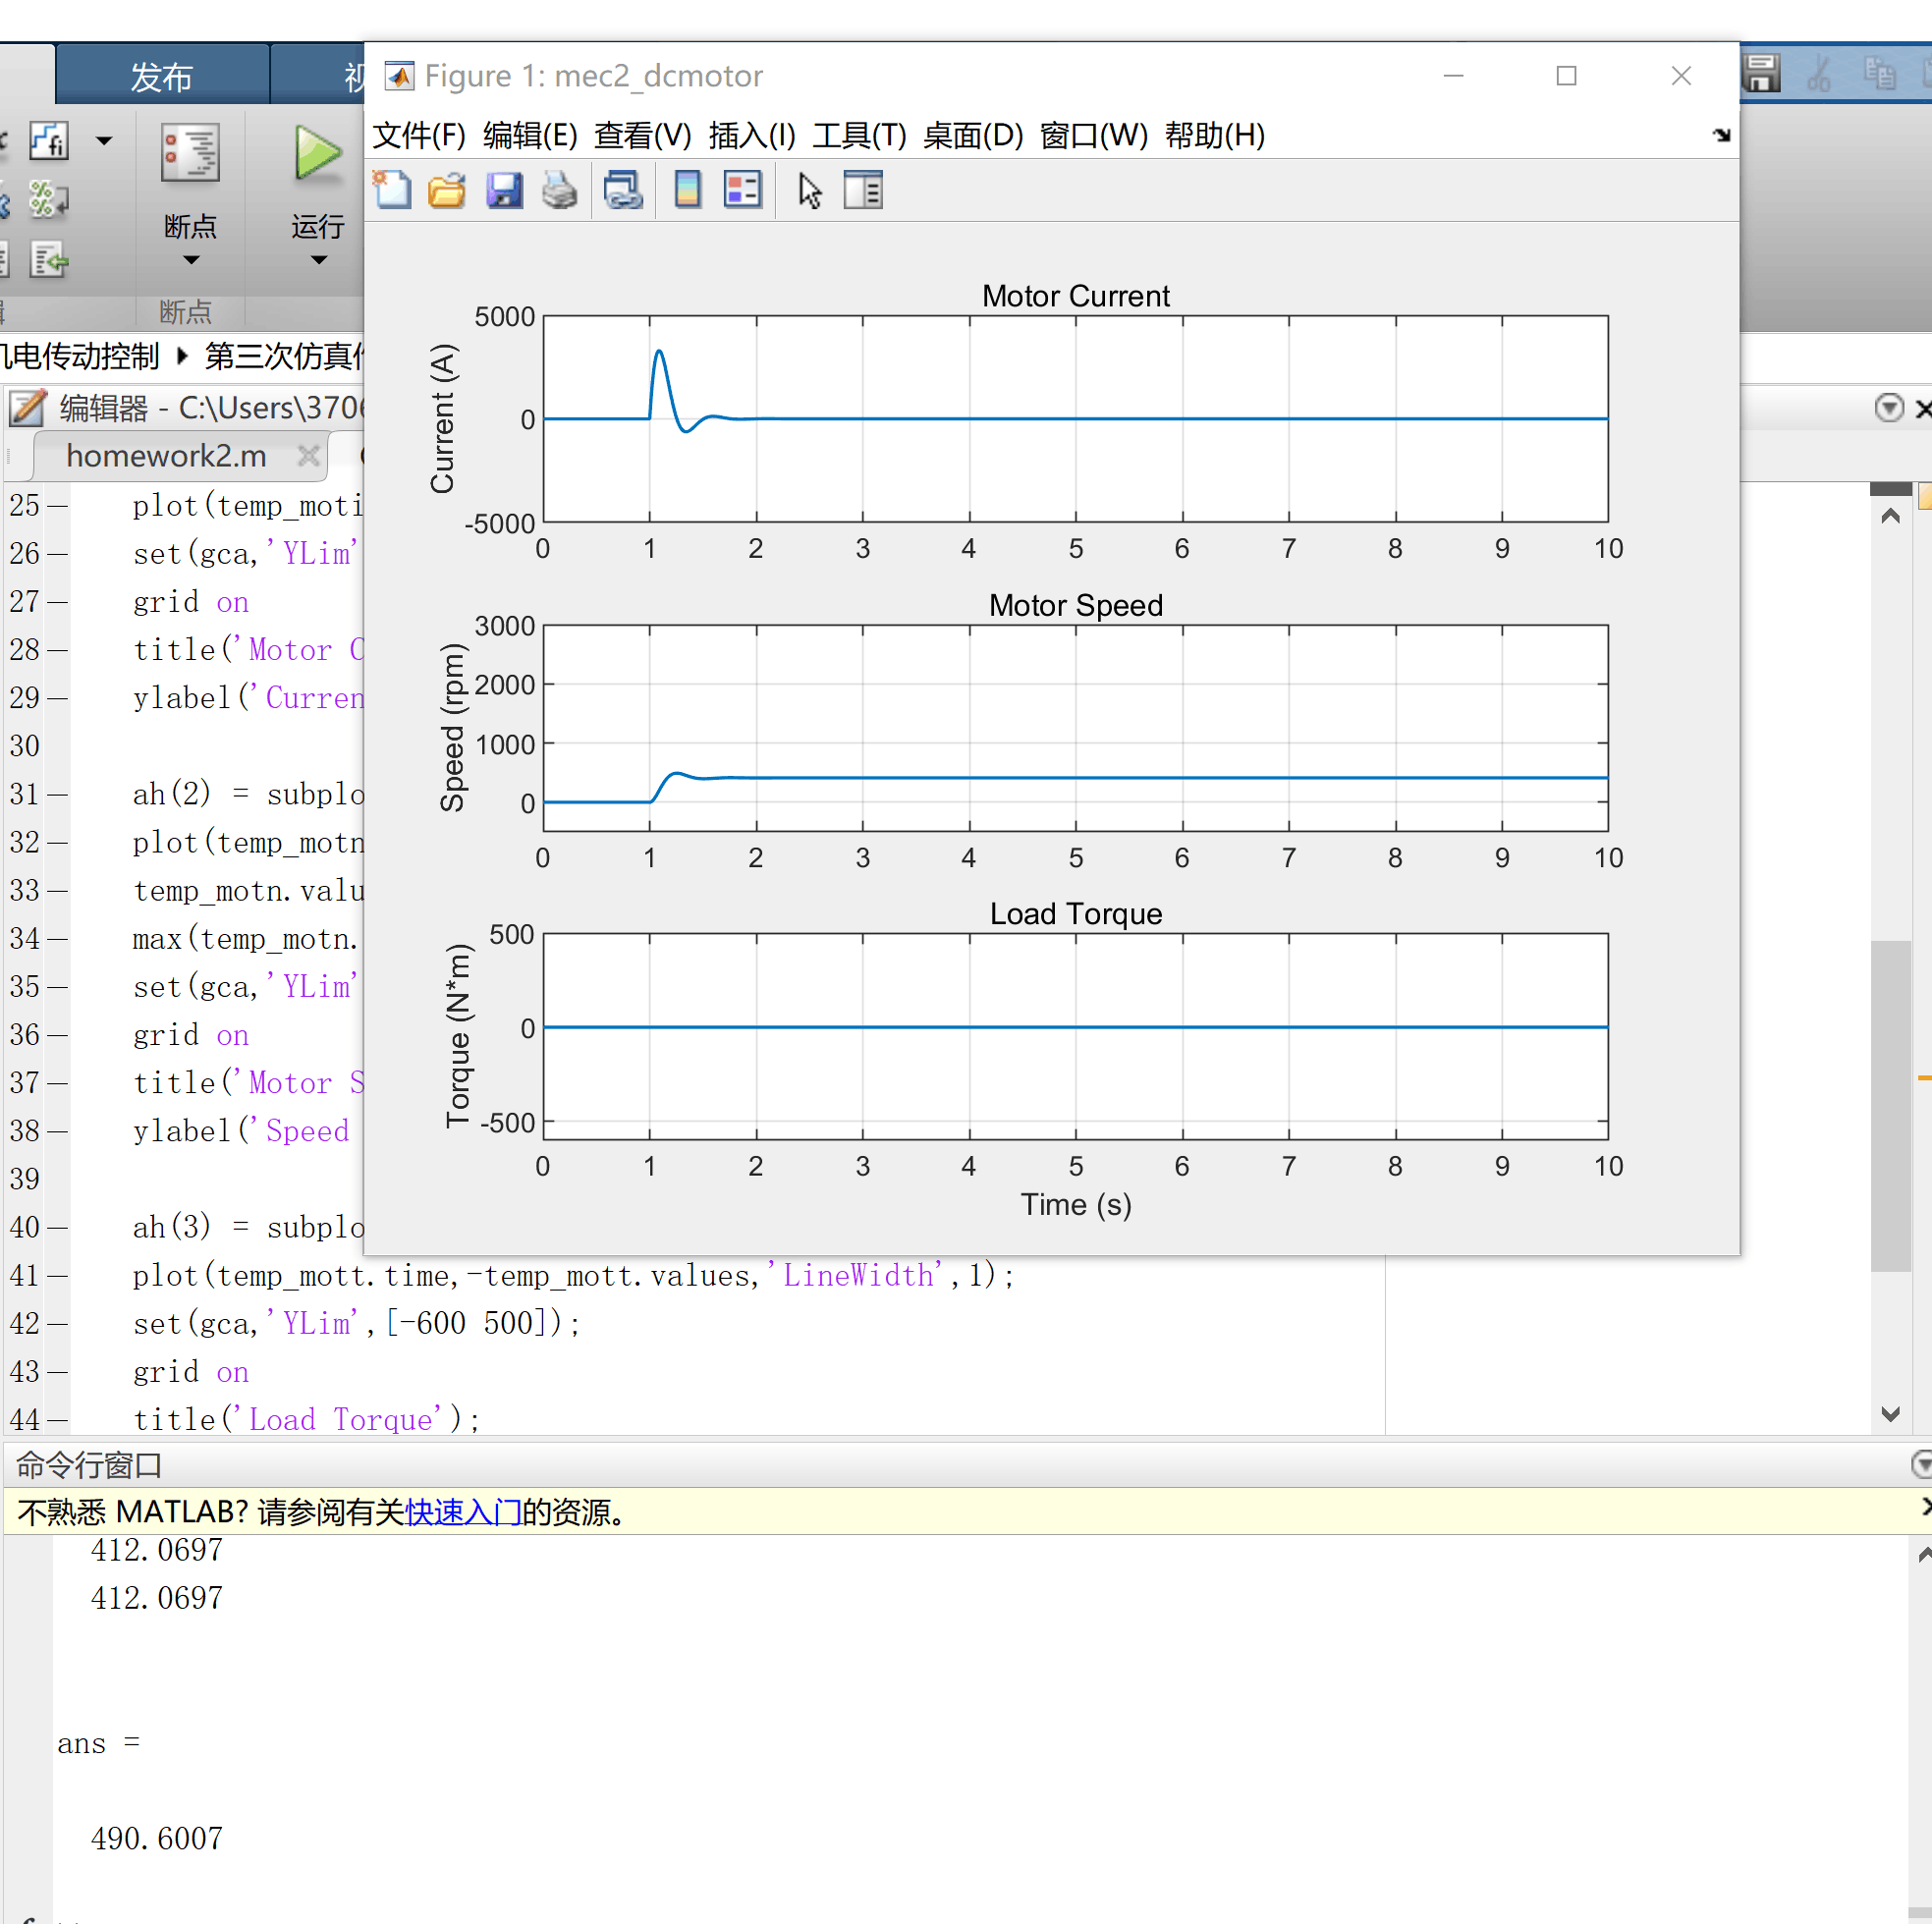 发布
视
Figure 1: mec2_dcmotor
文件(F) 编辑(E) 查看(V) 插入(I) 工具(T) 桌面(D) 窗口(W) 帮助(H)
fi
断点
运行
断点
机电传动控制 第三次仿真作
编辑器 - C:\Users\3706
homework2.m
Motor Current
Current (A)
5000
0
-5000
0 1 2 3 4 5 6 7 8 9 10
Motor Speed
Speed (rpm)
3000
2000
1000
0
0 1 2 3 4 5 6 7 8 9 10
Load Torque
Torque (N*m)
500
0
-500
0 1 2 3 4 5 6 7 8 9 10
Time (s)
25 – plot(temp_moti
26 – set(gca,'YLim'
27 – grid on
28 – title('Motor C
29 – ylabel('Curren
30
31 – ah(2) = subplo
32 – plot(temp_motn
33 – temp_motn.valu
34 – max(temp_motn.
35 – set(gca,'YLim'
36 – grid on
37 – title('Motor S
38 – ylabel('Speed
39
40 – ah(3) = subplo
41 – plot(temp_mott.time,-temp_mott.values,'LineWidth',1);
42 – set(gca,'YLim',[-600 500]);
43 – grid on
44 – title('Load Torque');
命令行窗口
不熟悉 MATLAB? 请参阅有关快速入门的资源。
412.0697
412.0697
ans =
490.6007